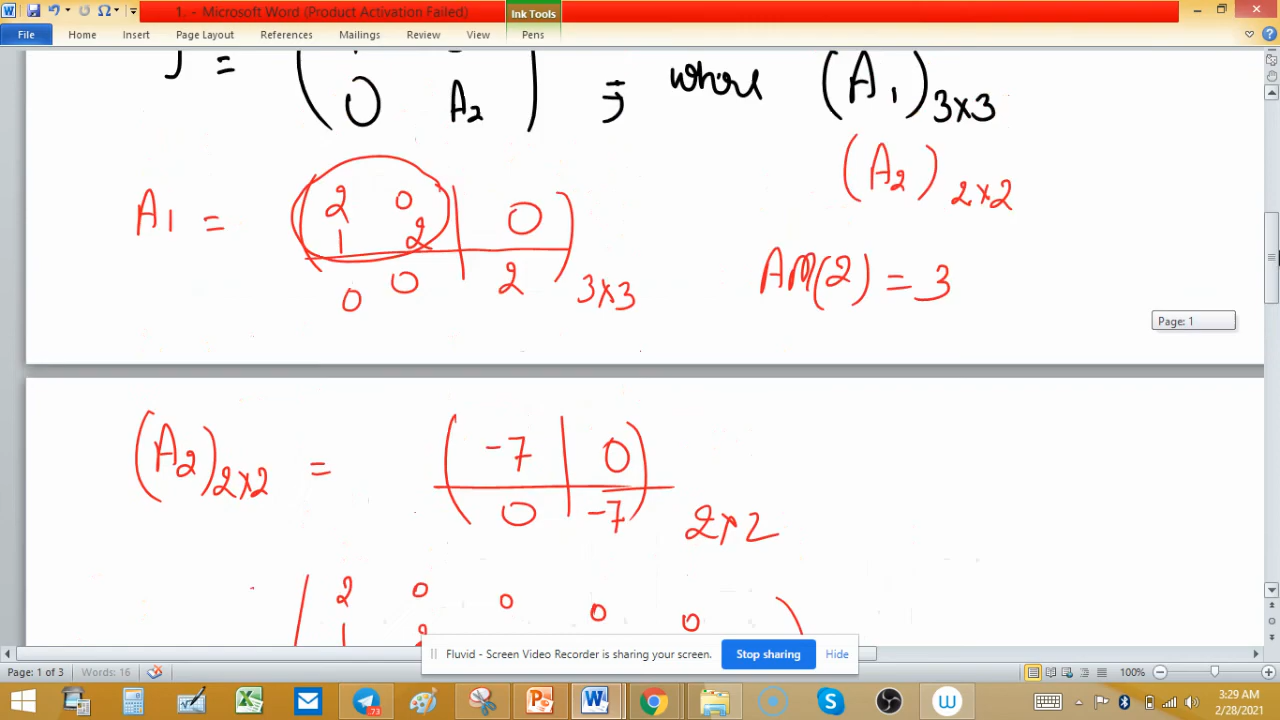 1. - Microsoft Word (Product Activation Failed)
Ink Tools
File Home Insert Page Layout References Mailings Review View Pens
J = 0 A2 ; where (A1)3x3
(A2)2x2
A1 = 2 0 0
1 2
0 0 2 3x3
AM(2) = 3
Page: 1
(A2)2x2 = -7 0
0 -7 2x2
2 0 0 0 0
1 2
Fluvid - Screen Video Recorder is sharing your screen. Stop sharing Hide
Page: 1 of 3 Words: 16 100%
73
3:29 AM
2/28/2021